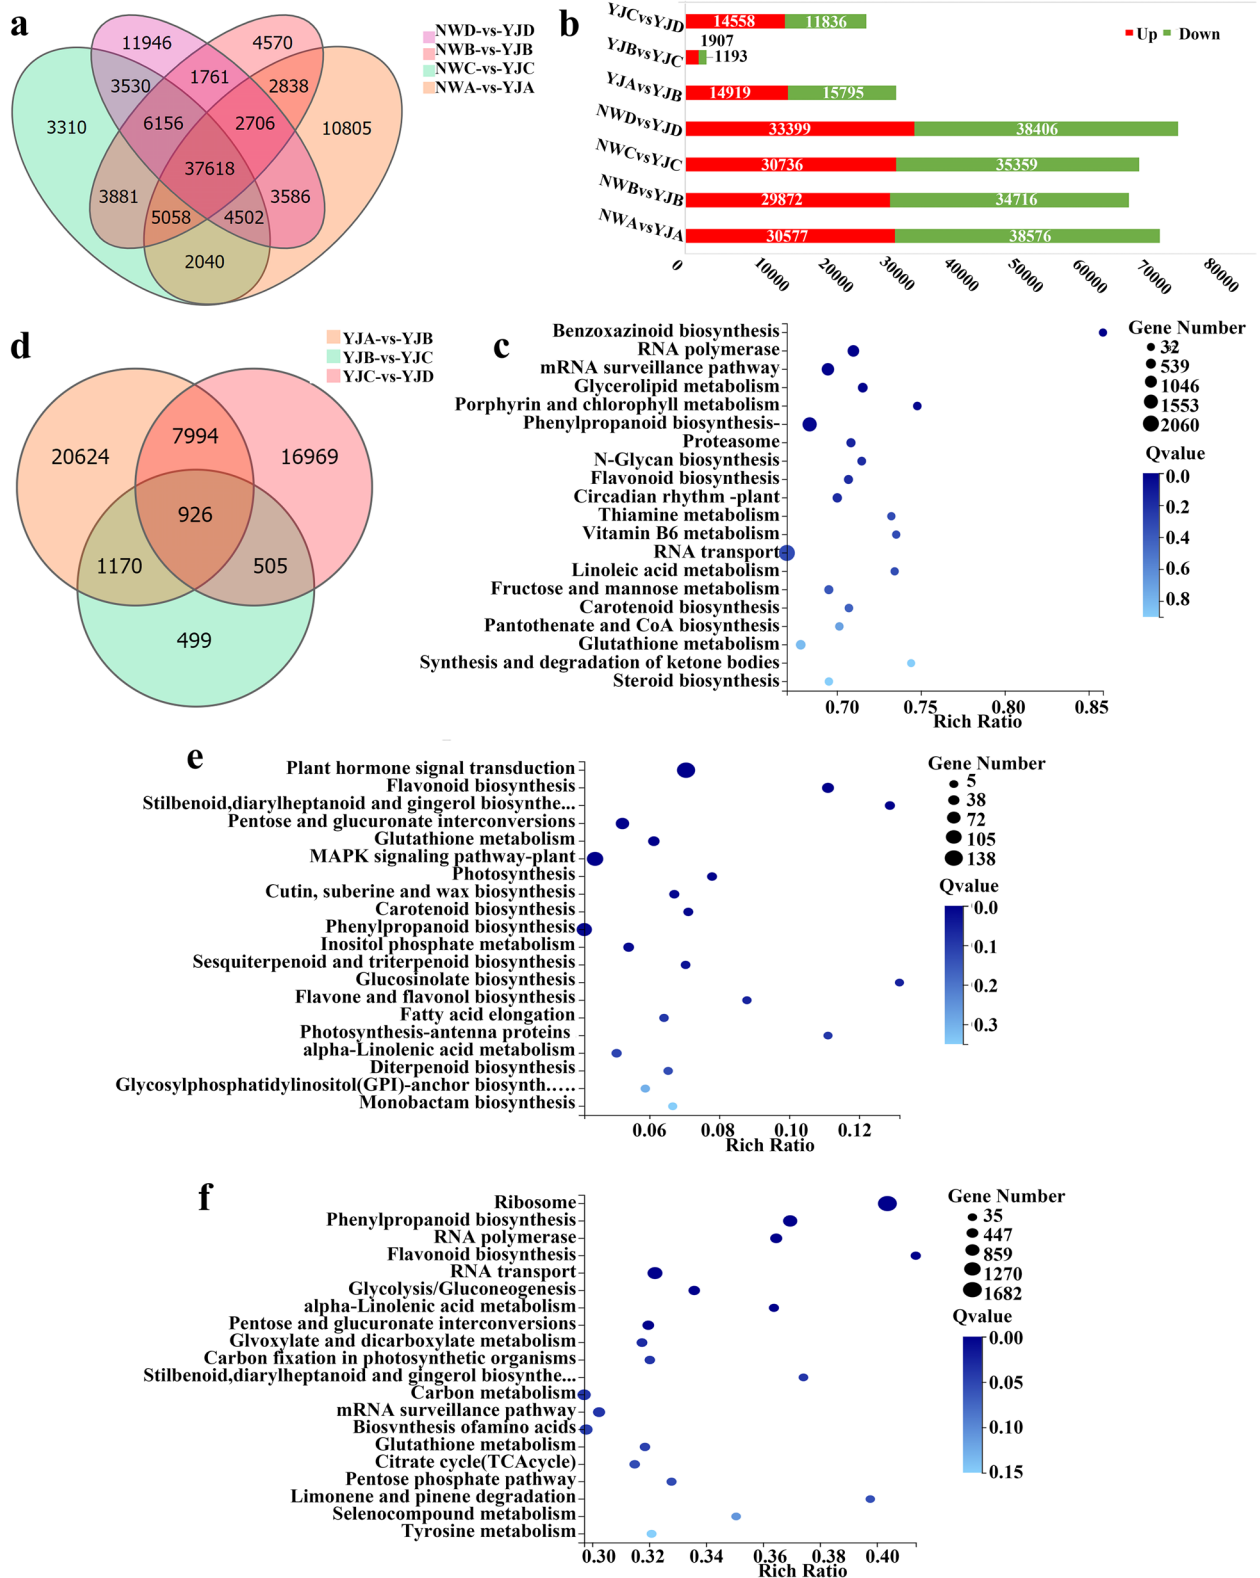 a
NWD-vs-YJD
NWB-vs-YJB
NWC-vs-YJC
NWA-vs-YJA
11946
4570
3530
1761
2838
3310
6156
2706
10805
37618
3881
5058
4502
3586
2040
b
Up
Down
YJCvsYJD
14558
11836
YJBvsYJC
1907
1193
YJAvsYJB
14919
15795
NWDvsYJD
33399
38406
NWCvsYJC
30736
35359
NWBvsYJB
29872
34716
NWAvsYJA
30577
38576
0
10000
20000
30000
40000
50000
60000
70000
80000
d
YJA-vs-YJB
YJB-vs-YJC
YJC-vs-YJD
20624
7994
16969
926
1170
505
499
c
Benzoxazinoid biosynthesis
RNA polymerase
mRNA surveillance pathway
Glycerolipid metabolism
Porphyrin and chlorophyll metabolism
Phenylpropanoid biosynthesis-
Proteasome
N-Glycan biosynthesis
Flavonoid biosynthesis
Circadian rhythm -plant
Thiamine metabolism
Vitamin B6 metabolism
RNA transport
Linoleic acid metabolism
Fructose and mannose metabolism
Carotenoid biosynthesis
Pantothenate and CoA biosynthesis
Glutathione metabolism
Synthesis and degradation of ketone bodies
Steroid biosynthesis
0.70
0.75
0.80
0.85
Rich Ratio
Gene Number
32
539
1046
1553
2060
Qvalue
0.0
0.2
0.4
0.6
0.8
e
Plant hormone signal transduction
Flavonoid biosynthesis
Stilbenoid,diarylheptanoid and gingerol biosynthe...
Pentose and glucuronate interconversions
Glutathione metabolism
MAPK signaling pathway-plant
Photosynthesis
Cutin, suberine and wax biosynthesis
Carotenoid biosynthesis
Phenylpropanoid biosynthesis
Inositol phosphate metabolism
Sesquiterpenoid and triterpenoid biosynthesis
Glucosinolate biosynthesis
Flavone and flavonol biosynthesis
Fatty acid elongation
Photosynthesis-antenna proteins
alpha-Linolenic acid metabolism
Diterpenoid biosynthesis
Glycosylphosphatidylinositol(GPI)-anchor biosynth.....
Monobactam biosynthesis
0.06
0.08
0.10
0.12
Rich Ratio
Gene Number
5
38
72
105
138
Qvalue
0.0
0.1
0.2
0.3
f
Ribosome
Phenylpropanoid biosynthesis
RNA polymerase
Flavonoid biosynthesis
RNA transport
Glycolysis/Gluconeogenesis
alpha-Linolenic acid metabolism
Pentose and glucuronate interconversions
Glvoxylate and dicarboxylate metabolism
Carbon fixation in photosynthetic organisms
Stilbenoid,diarylheptanoid and gingerol biosynthe...
Carbon metabolism
mRNA surveillance pathway
Biosynthesis ofamino acids
Glutathione metabolism
Citrate cycle(TCAcycle)
Pentose phosphate pathway
Limonene and pinene degradation
Selenocompound metabolism
Tyrosine metabolism
0.30
0.32
0.34
0.36
0.38
0.40
Rich Ratio
Gene Number
35
447
859
1270
1682
Qvalue
0.00
0.05
0.10
0.15